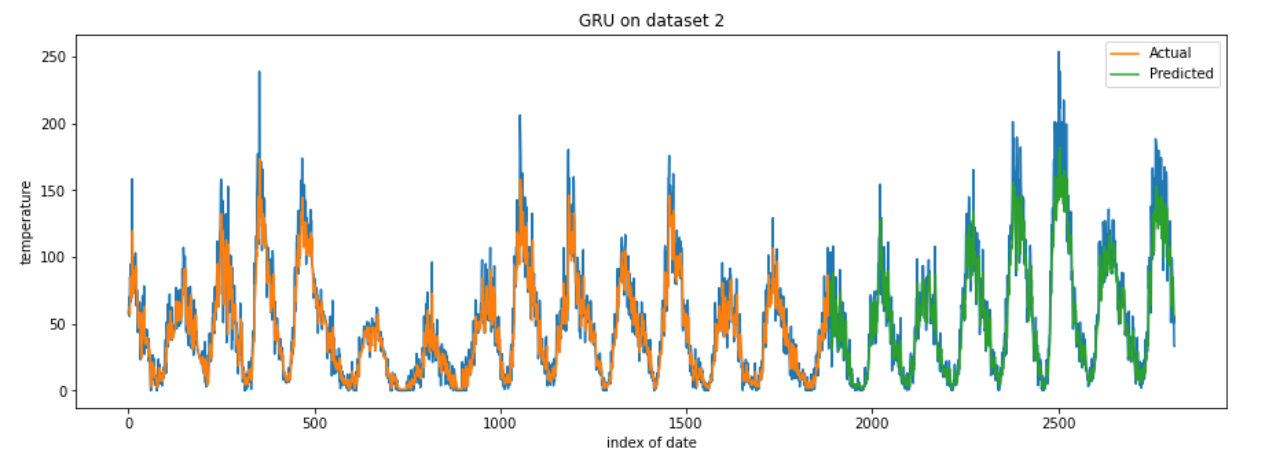 GRU on dataset 2
Actual
Predicted
temperature
250
200
150
100
50
0
0 500 1000 1500 2000 2500
index of date